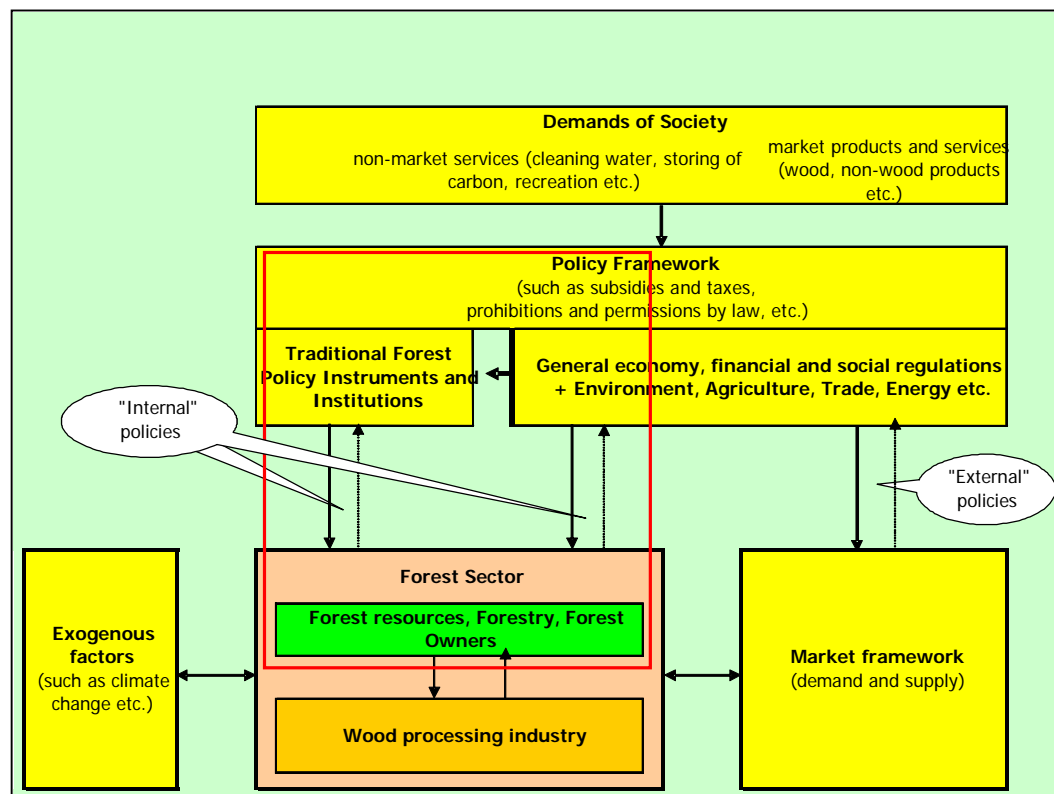 Demands of Society
non-market services (cleaning water, storing of
carbon, recreation etc.)
market products and services
(wood, non-wood products
etc.)
Policy Framework
(such as subsidies and taxes,
prohibitions and permissions by law, etc.)
Traditional Forest
Policy Instruments and
Institutions
General economy, financial and social regulations
+ Environment, Agriculture, Trade, Energy etc.
"Internal"
policies
"External"
policies
Exogenous
factors
(such as climate
change etc.)
Forest Sector
Forest resources, Forestry, Forest
Owners
Wood processing industry
Market framework
(demand and supply)